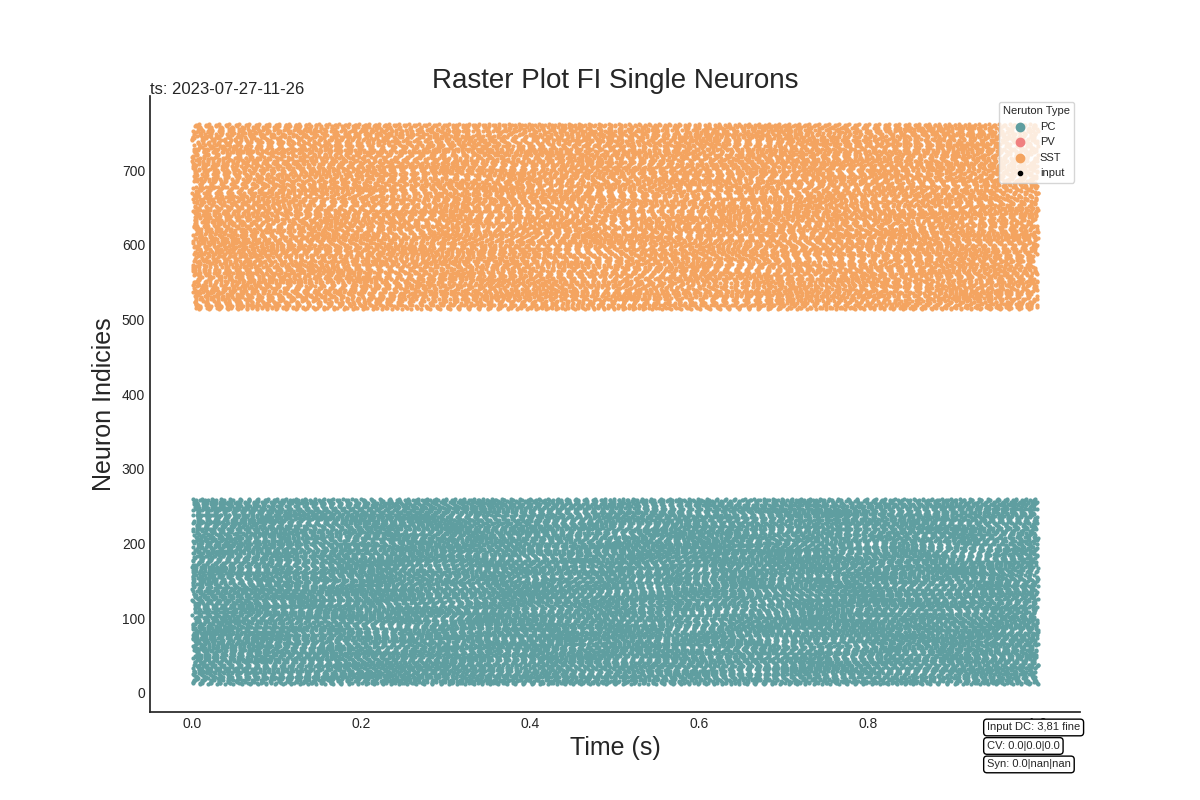 Raster Plot FI Single Neurons
ts: 2023-07-27-11-26
Neruton Type
PC
PV
SST
input
Neuron Indicies
700
600
500
400
300
200
100
0
0.0
0.2
0.4
0.6
0.8
Time (s)
Input DC: 3,81 fine
CV: 0.0|0.0|0.0
Syn: 0.0|nan|nan